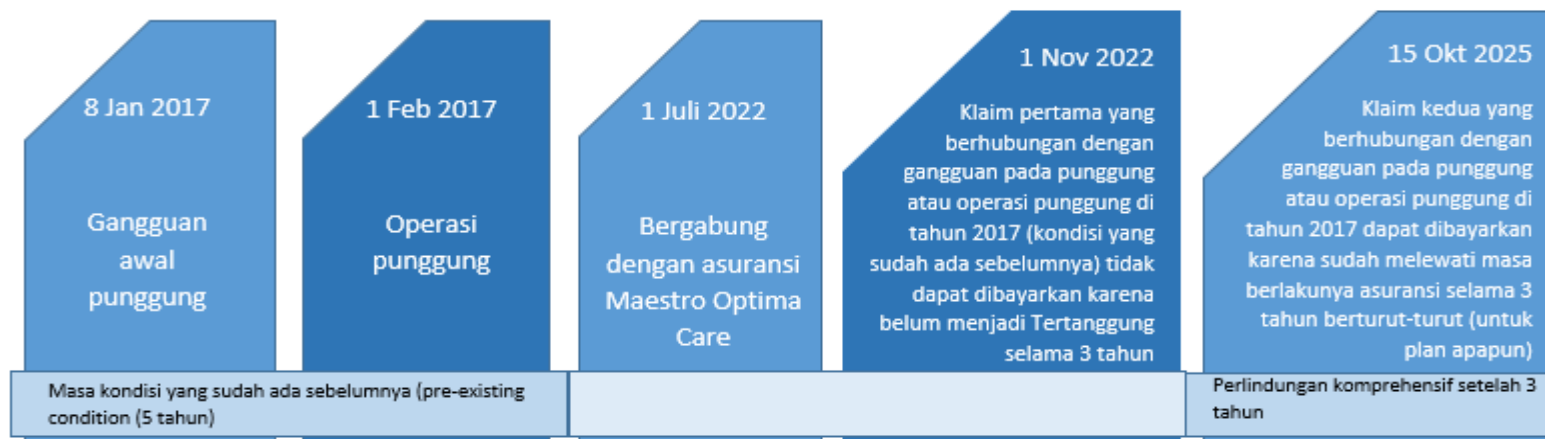 8 Jan 2017
Gangguan
awal
punggung
1 Feb 2017
Operasi
punggung
1 Juli 2022
Bergabung
dengan asuransi
Maestro Optima
Care
1 Nov 2022
Klaim pertama yang
berhubungan dengan
gangguan pada punggung
atau operasi punggung di
tahun 2017 (kondisi yang
sudah ada sebelumnya) tidak
dapat dibayarkan karena
belum menjadi Tertanggung
selama 3 tahun
15 Okt 2025
Klaim kedua yang
berhubungan dengan
gangguan pada punggung
atau operasi punggung di
tahun 2017 dapat dibayarkan
karena sudah melewati masa
berlakunya asuransi selama 3
tahun berturut-turut (untuk
plan apapun)
Masa kondisi yang sudah ada sebelumnya (pre-existing
condition (5 tahun)
Perlindungan komprehensif setelah 3
tahun